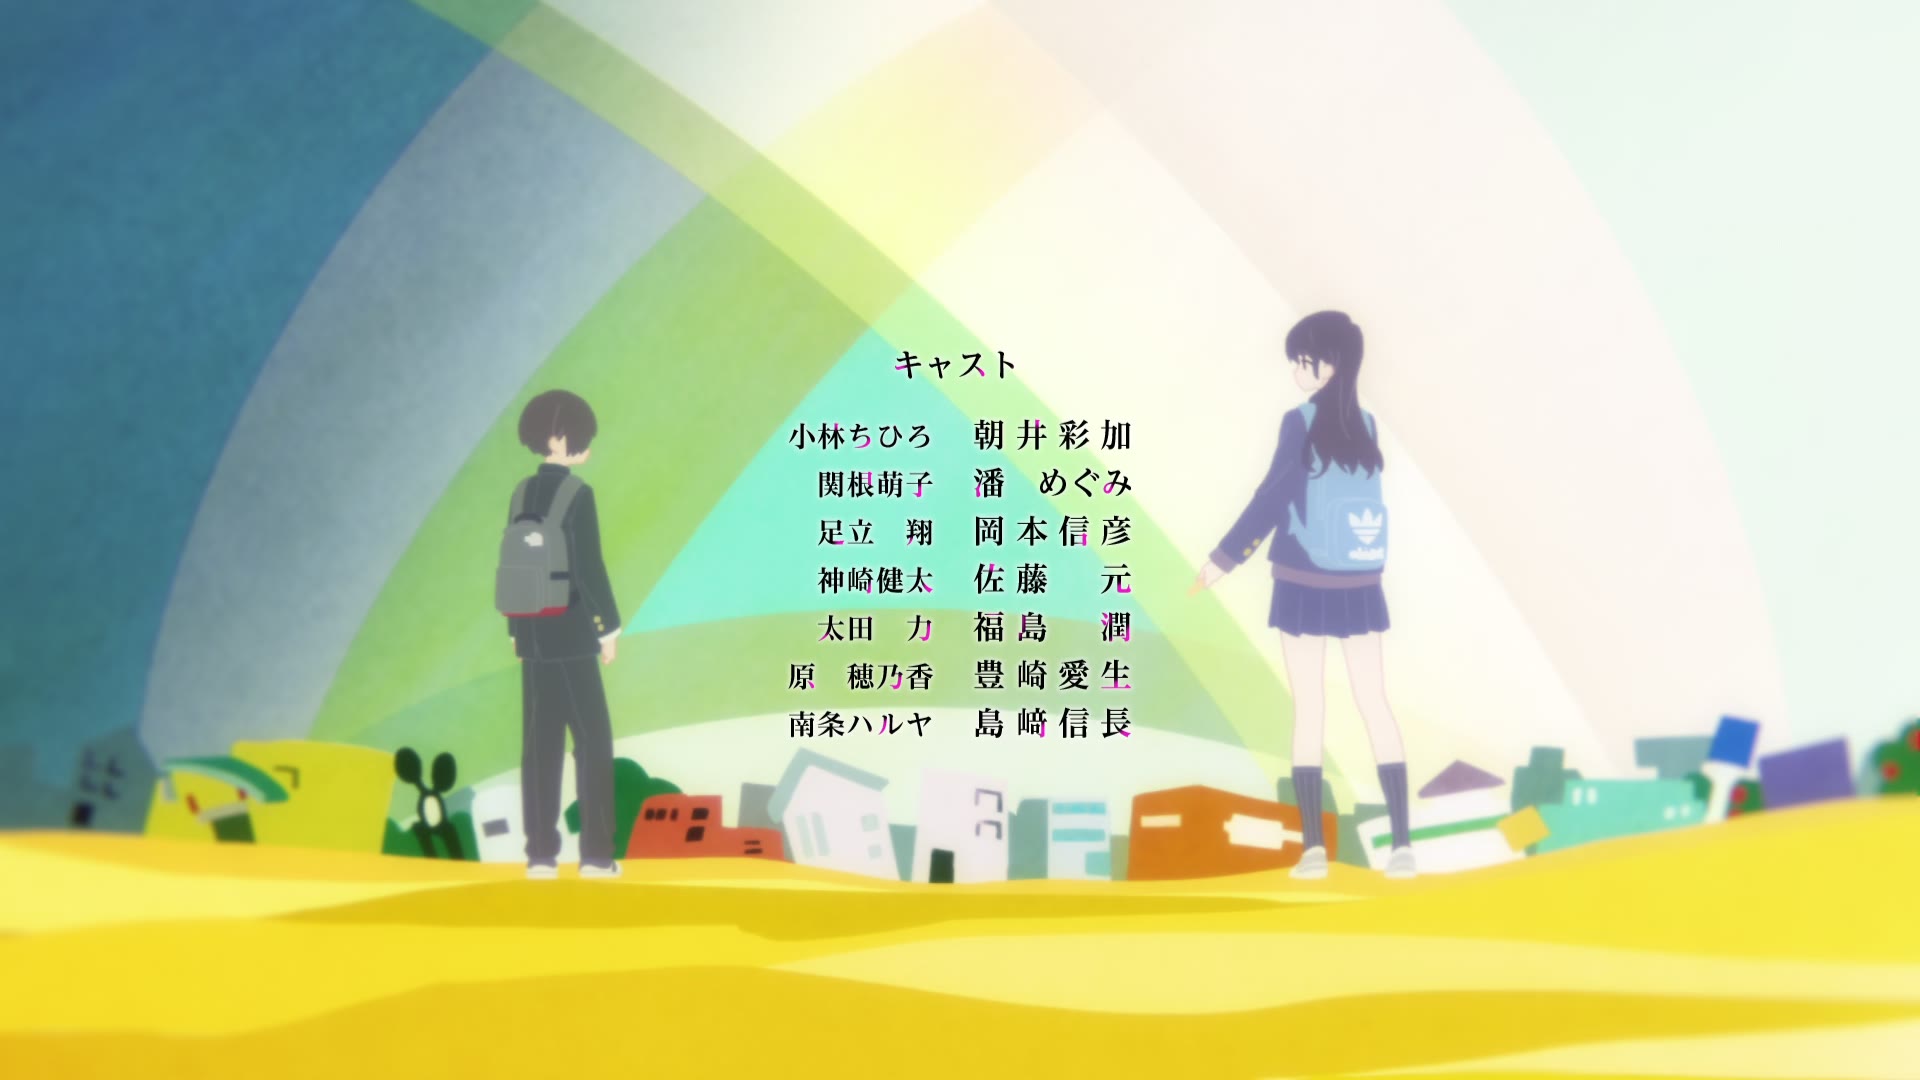 キャスト
小林ちひろ 朝井彩加
関根萌子 潘 めぐみ
足立 翔 岡本信彦
神崎健太 佐藤 元
太田 力 福島 潤
原 穂乃香 豊崎愛生
南条ハルヤ 島﨑信長